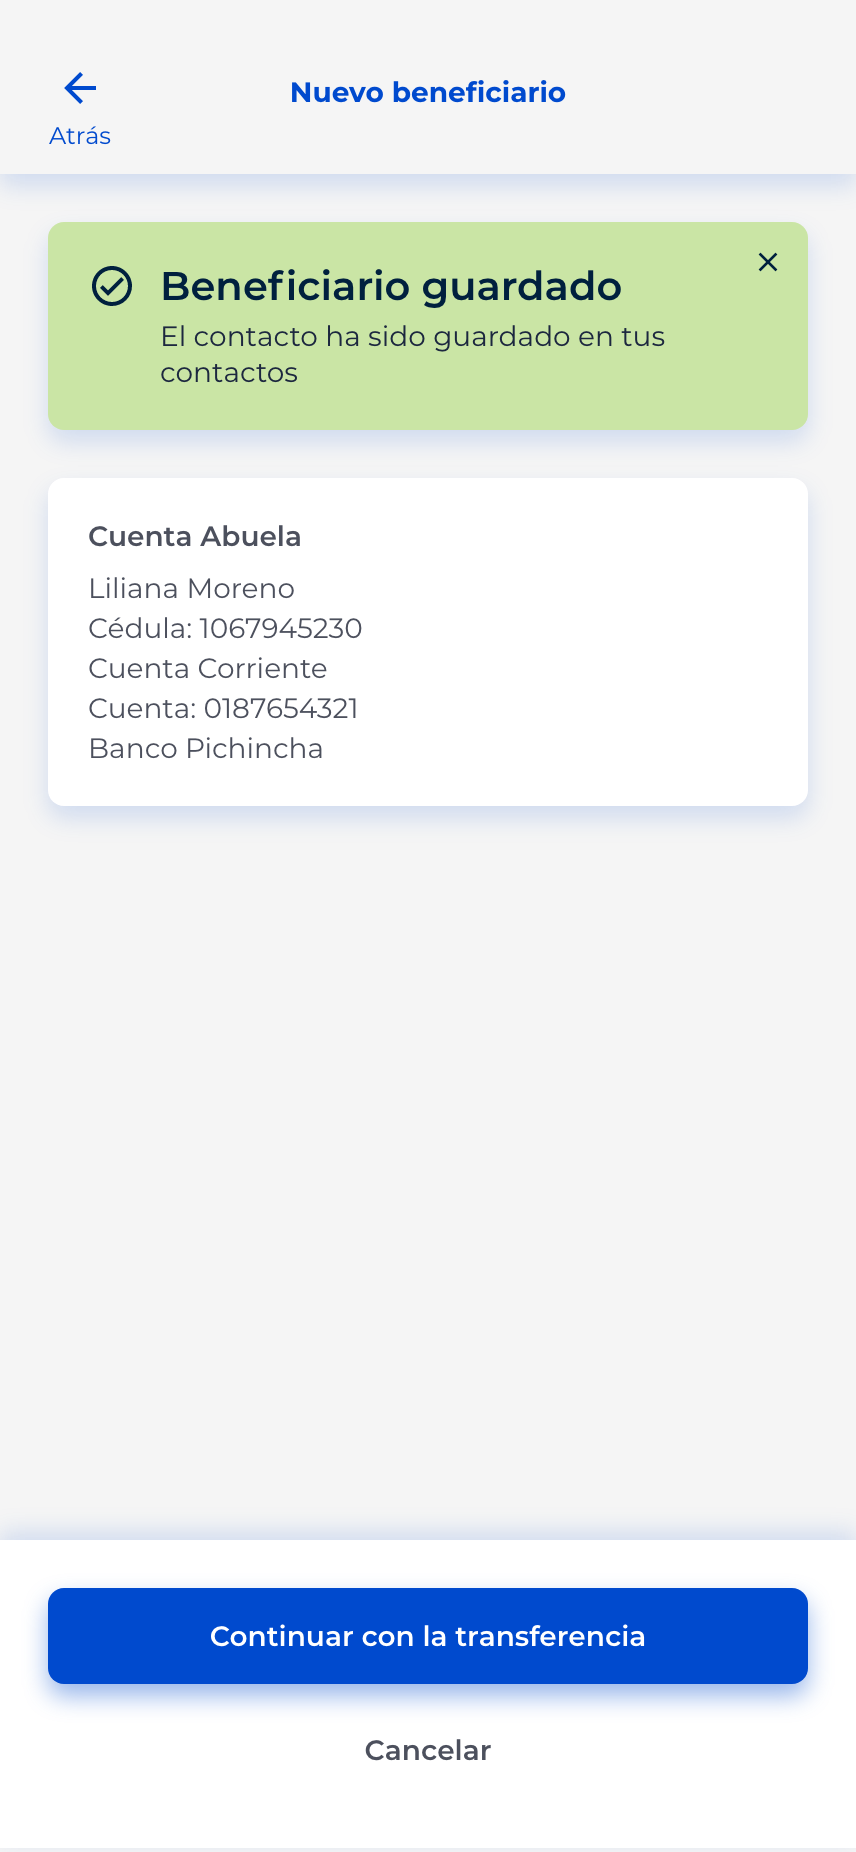 Nuevo beneficiario
Atrás
Beneficiario guardado
El contacto ha sido guardado en tus
contactos
Cuenta Abuela
Liliana Moreno
Cédula: 1067945230
Cuenta Corriente
Cuenta: 0187654321
Banco Pichincha
Continuar con la transferencia
Cancelar